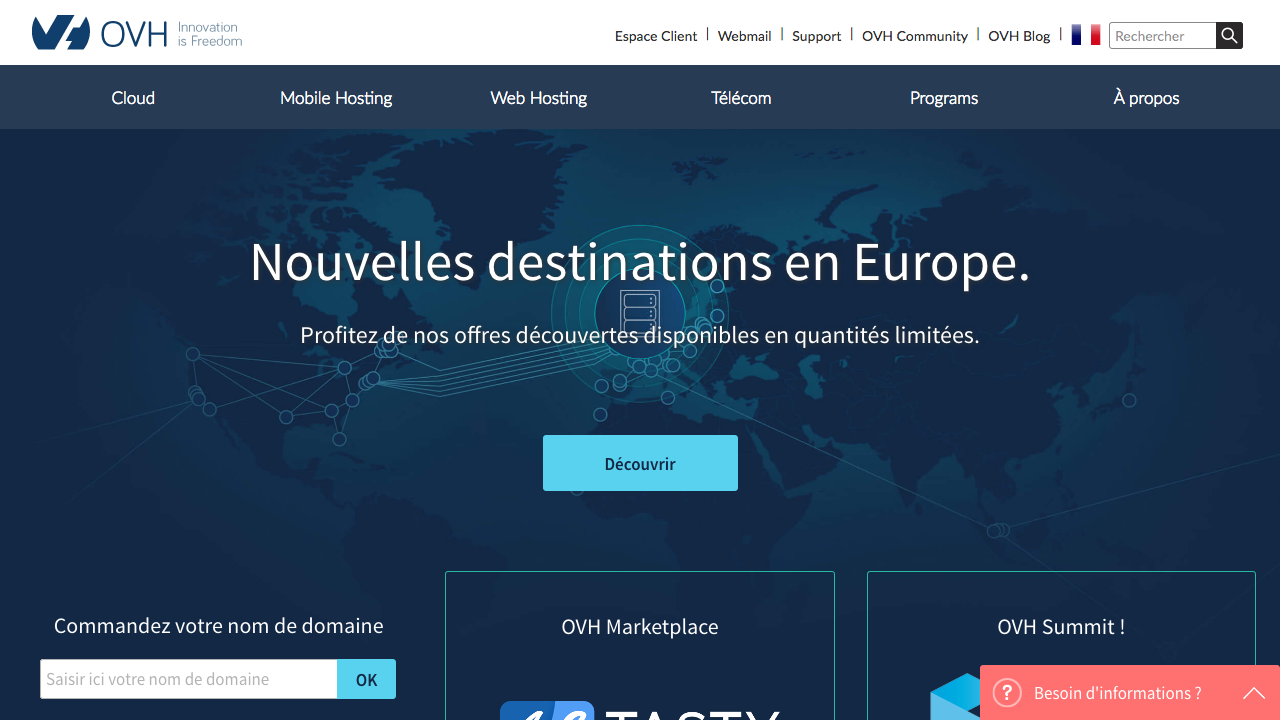 OVH
Innovation
is Freedom
Espace Client
Webmail
Support
OVH Community
OVH Blog
Rechercher
Cloud
Mobile Hosting
Web Hosting
Télécom
Programs
À propos
Nouvelles destinations en Europe.
Profitez de nos offres découvertes disponibles en quantités limitées.
Découvrir
Commandez votre nom de domaine
Saisir ici votre nom de domaine
OK
OVH Marketplace
TASTY
OVH Summit !
? Besoin d'informations ?